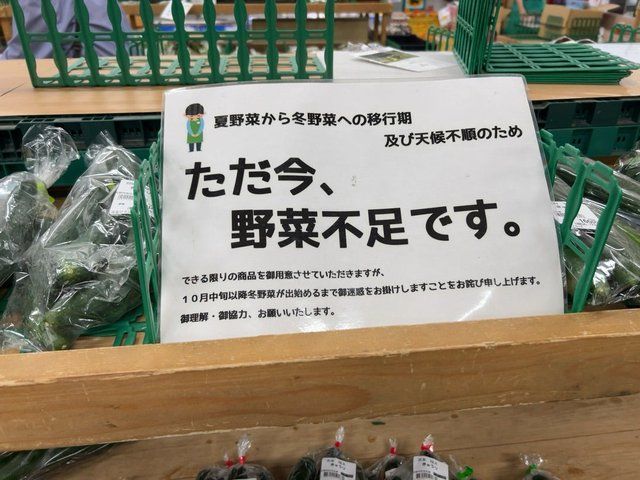 夏野菜から冬野菜への移行期
及び天候不順のため
ただ今、
野菜不足です。
できる限りの商品を御用意させていただきますが、
10月中旬以降冬野菜が出始めるまで御迷惑をお掛けしますことをお詫び申し上げます。
御理解・御協力、お願いいたします。